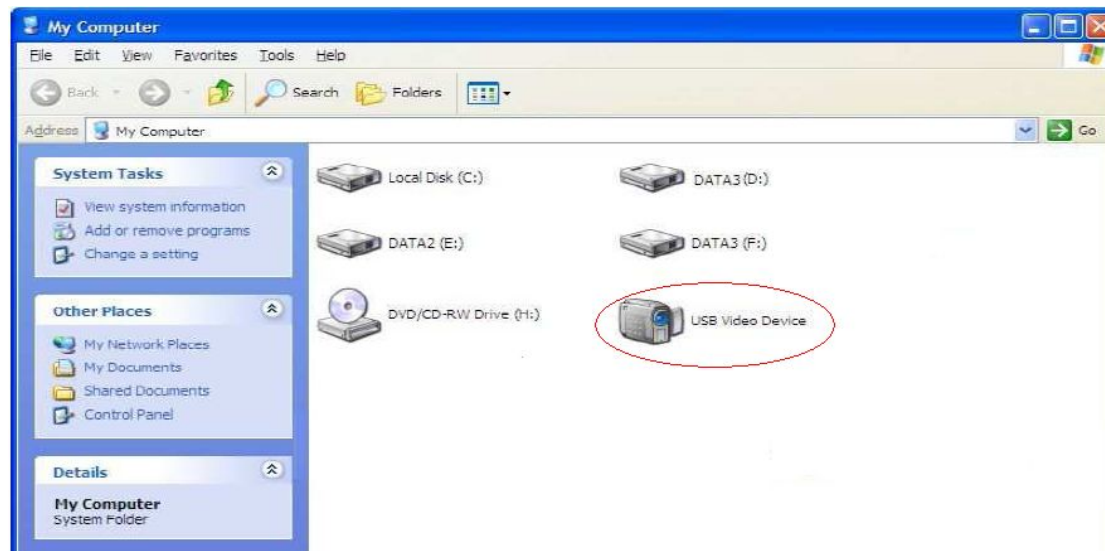 My Computer
File Edit View Favorites Tools Help
Back Search Folders
Address My Computer Go
System Tasks
View system information
Add or remove programs
Change a setting
Other Places
My Network Places
My Documents
Shared Documents
Control Panel
Details
My Computer
System Folder
Local Disk (C:) DATA3(D:)
DATA2 (E:) DATA3 (F:)
DVD/CD-RW Drive (H:) USB Video Device